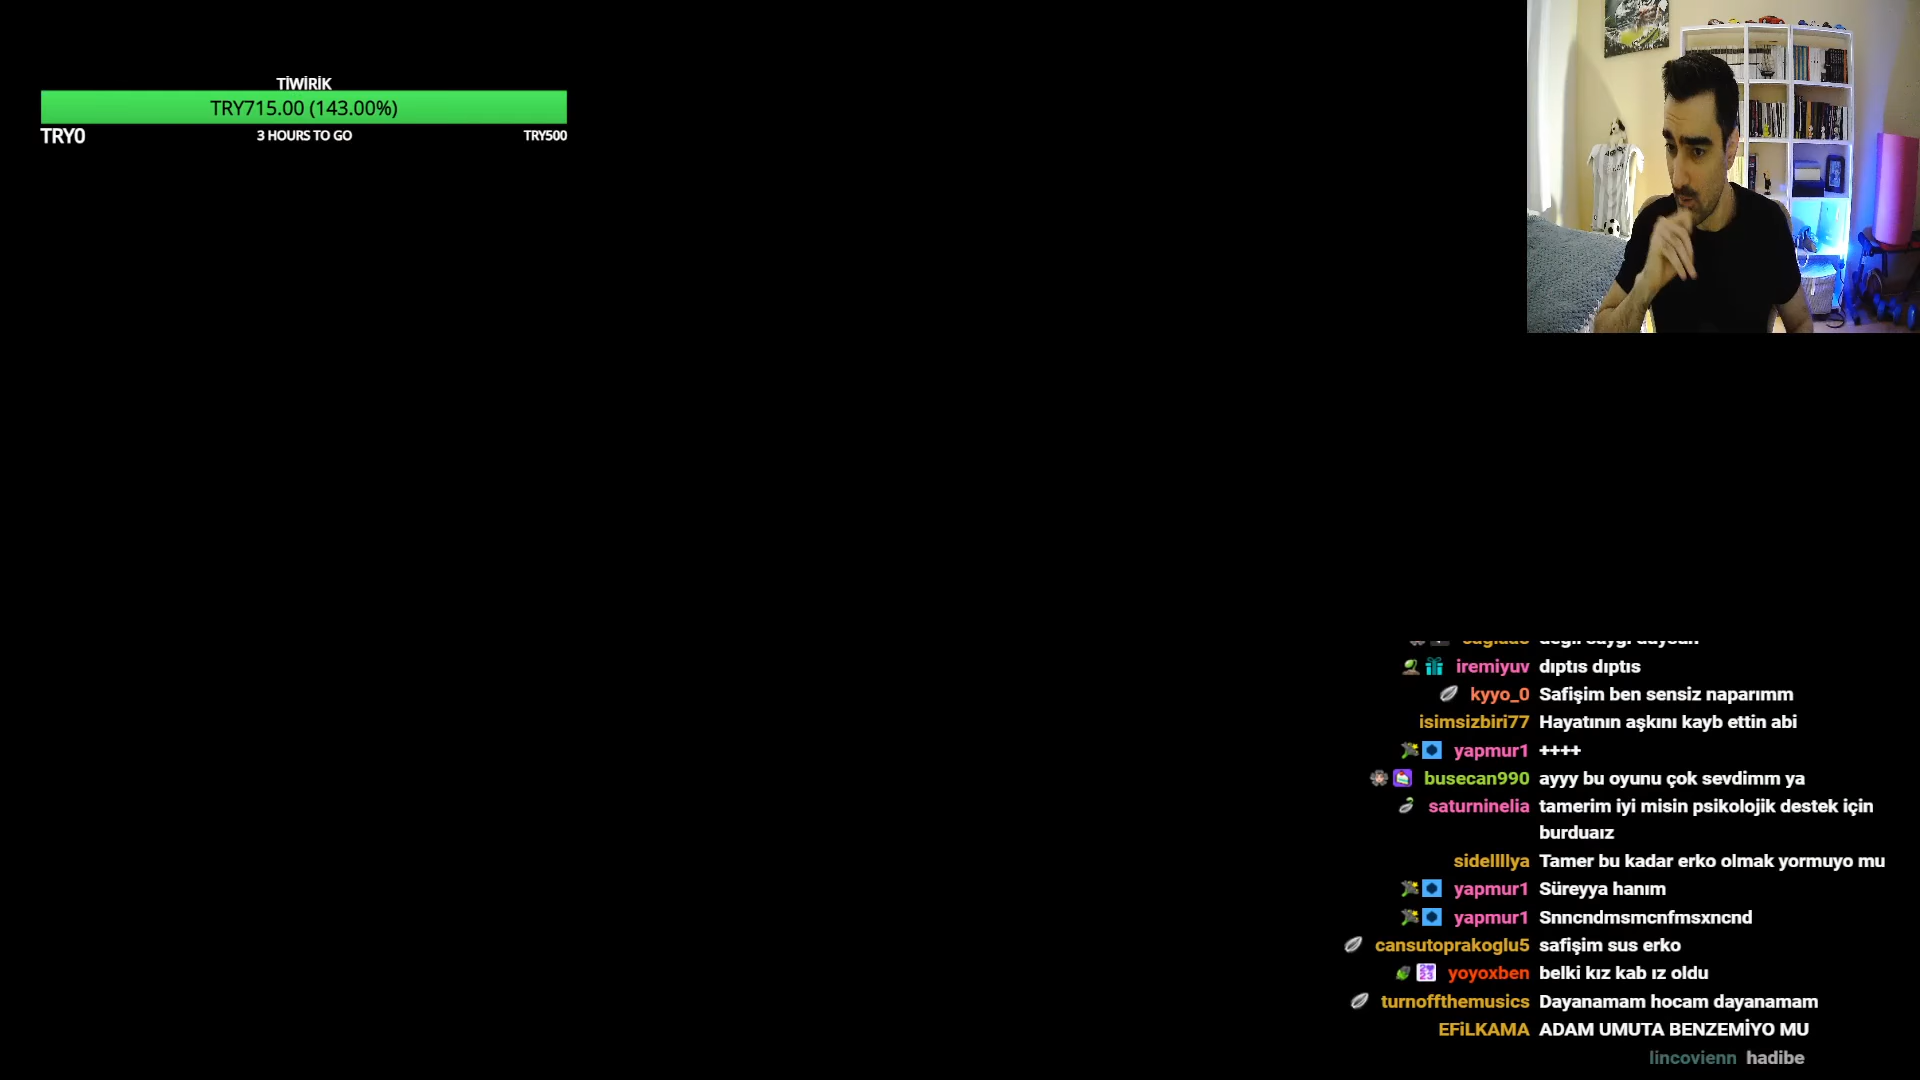 TİWİRİK
TRY715.00 (143.00%)
TRY0 3 HOURS TO GO TRY500
iremiyuv dıptıs dıptıs
kyyo_0 Safişim ben sensiz naparımm
isimsizbiri77 Hayatının aşkını kayb ettin abi
yapmur1 ++++
busecan990 ayyy bu oyunu çok sevdimm ya
saturninelia tamerim iyi misin psikolojik destek için
burduaız
sidellllya Tamer bu kadar erko olmak yormuyo mu
yapmur1 Süreyya hanım
yapmur1 Snncndmsmcnfmsxncnd
cansutoprakoglu5 safişim sus erko
yoyoxben belki kız kab ız oldu
turnoffthemusics Dayanamam hocam dayanamam
EFiLKAMA ADAM UMUTA BENZEMİYO MU
lincovienn hadibe